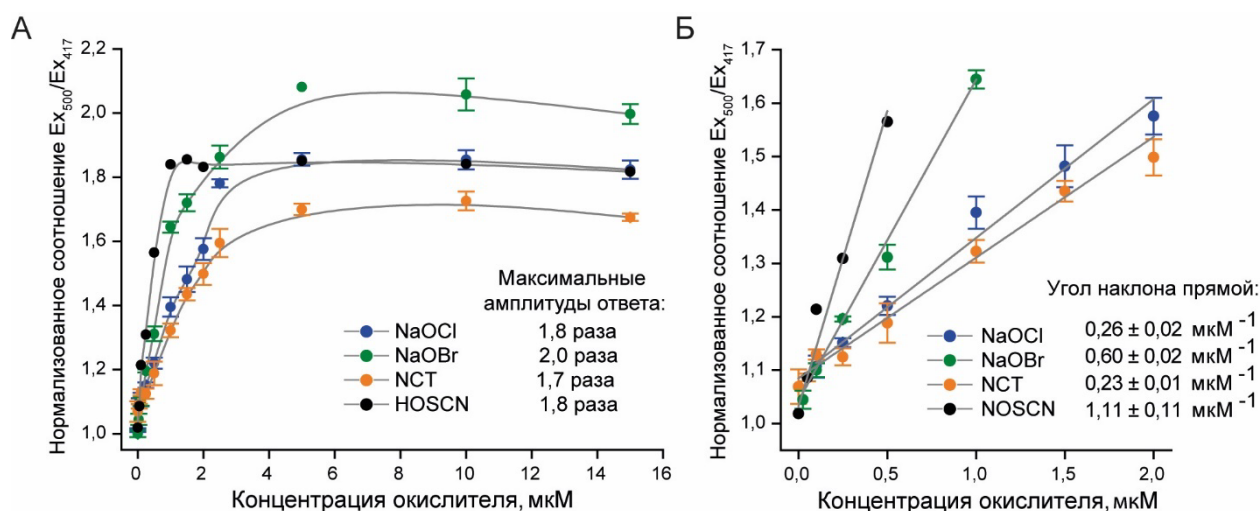 А
Нормализованное соотношение Ex500/Ex417
2,2
2,0
1,8
1,6
1,4
1,2
1,0
0 2 4 6 8 10 12 14 16
Концентрация окислителя, мкМ
Максимальные
амплитуды ответа:
NaOCl 1,8 раза
NaOBr 2,0 раза
NCT 1,7 раза
HOSCN 1,8 раза
Б
Нормализованное соотношение Ex500/Ex417
1,7
1,6
1,5
1,4
1,3
1,2
1,1
1,0
0,0 0,5 1,0 1,5 2,0
Концентрация окислителя, мкМ
Угол наклона прямой:
NaOCl 0,26 ± 0,02 мкМ −1
NaOBr 0,60 ± 0,02 мкМ −1
NCT 0,23 ± 0,01 мкМ −1
NOSCN 1,11 ± 0,11 мкМ −1